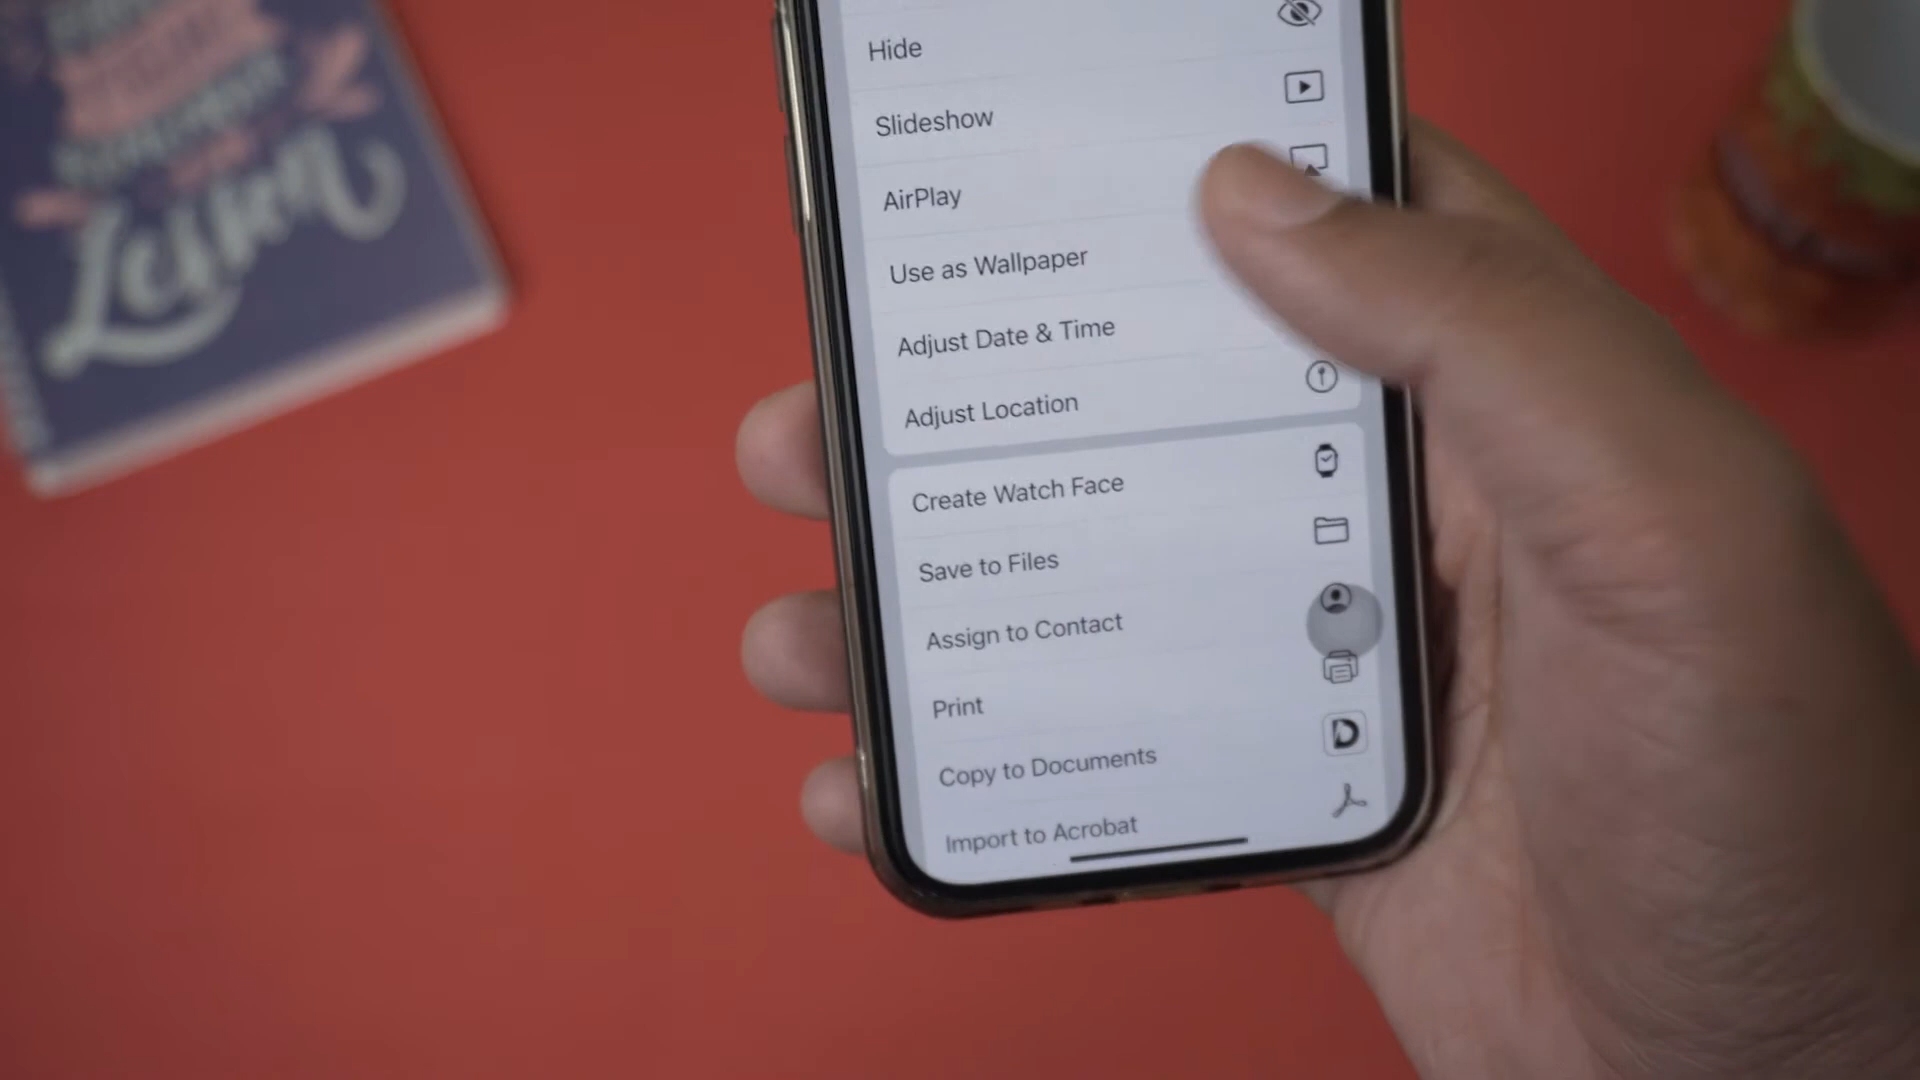 Learn
Hide
Slideshow
AirPlay
Use as Wallpaper
Adjust Date & Time
Adjust Location
Create Watch Face
Save to Files
Assign to Contact
Print
Copy to Documents
Import to Acrobat